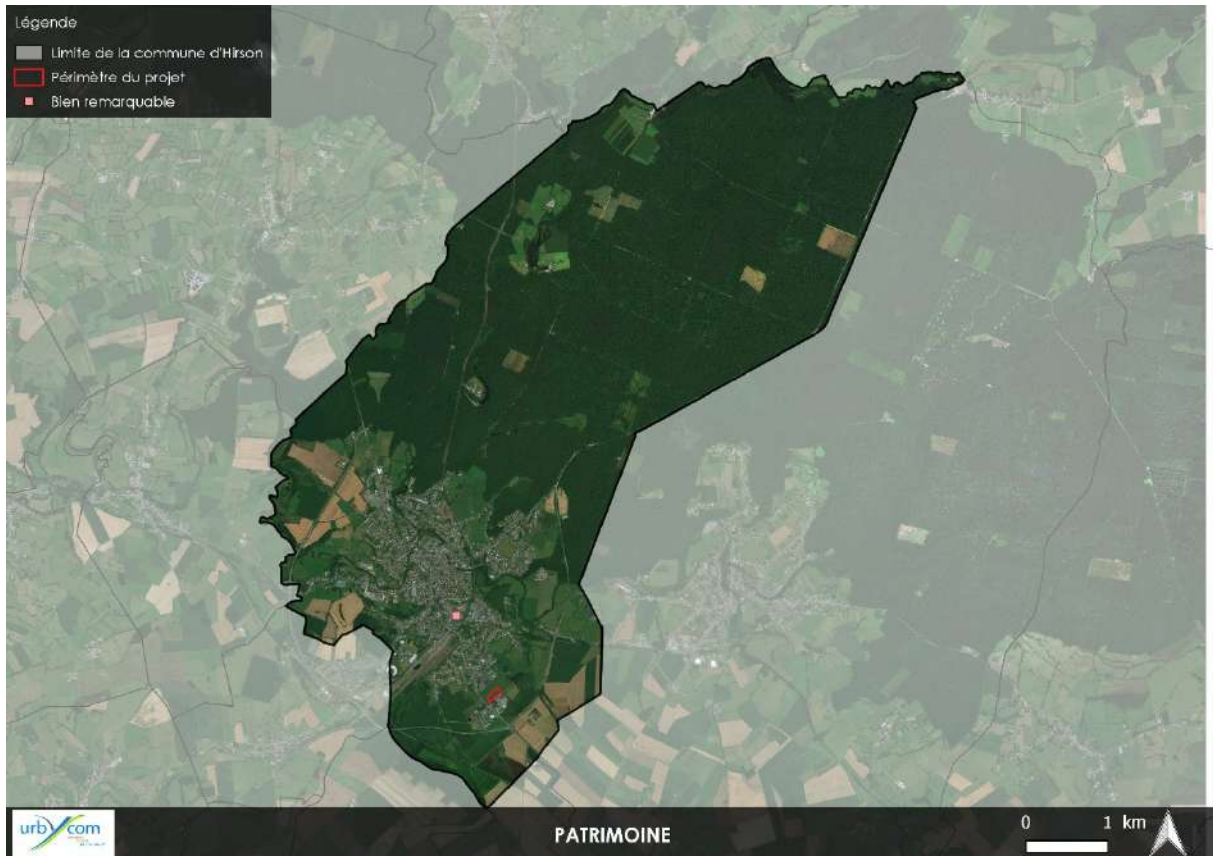 Légende
Limite de la commune d'Hirson
Périmètre du projet
Bien remarquable
urbycom
PATRIMOINE
0 1 km